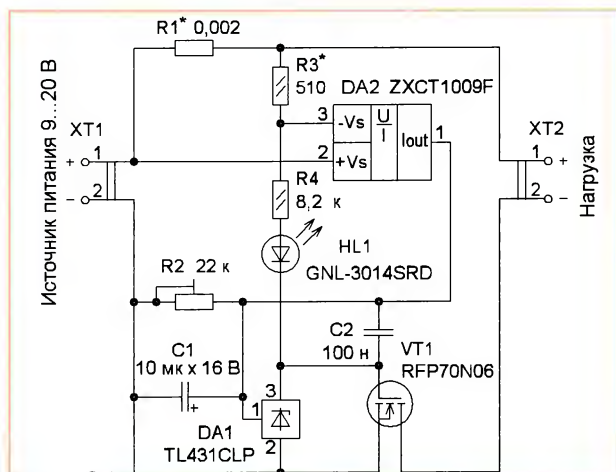 R1* 0,002
R3*
510
DA2 ZXCT1009F
3
-Vs
U
I
Iout
1
2
+Vs
XT1
+
1
-
2
Источник питания 9...20 В
XT2
1
+
2
-
Нагрузка
R4
8,2 к
HL1
GNL-3014SRD
R2 22 к
C1
10 мк х 16 В
+
C2
100 н
VT1
RFP70N06
3
1
2
DA1
TL431CLP